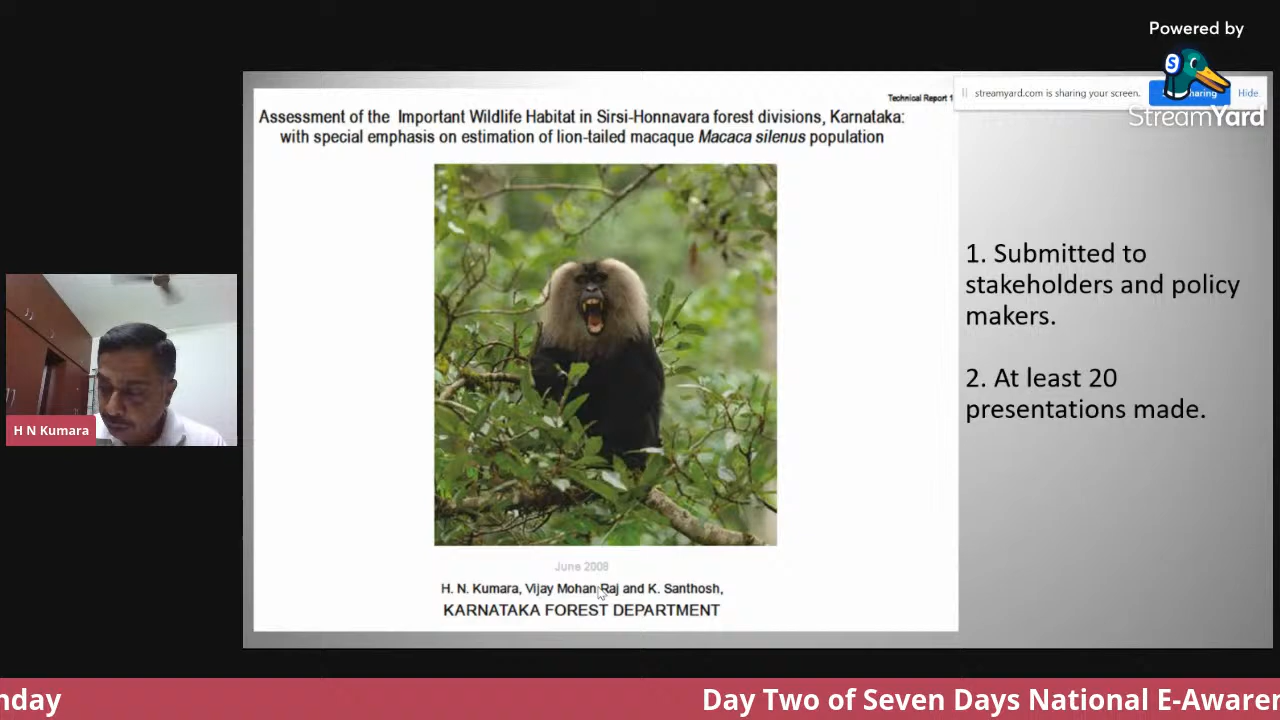 Powered by
StreamYard
streamyard.com is sharing your screen.
Hide
Technical Report 1
Assessment of the Important Wildlife Habitat in Sirsi-Honnavara forest divisions, Karnataka:
with special emphasis on estimation of lion-tailed macaque Macaca silenus population
1. Submitted to
stakeholders and policy
makers.
2. At least 20
presentations made.
H N Kumara
June 2008
H. N. Kumara, Vijay Mohan Raj and K. Santhosh,
KARNATAKA FOREST DEPARTMENT
nday
Day Two of Seven Days National E-Awarer